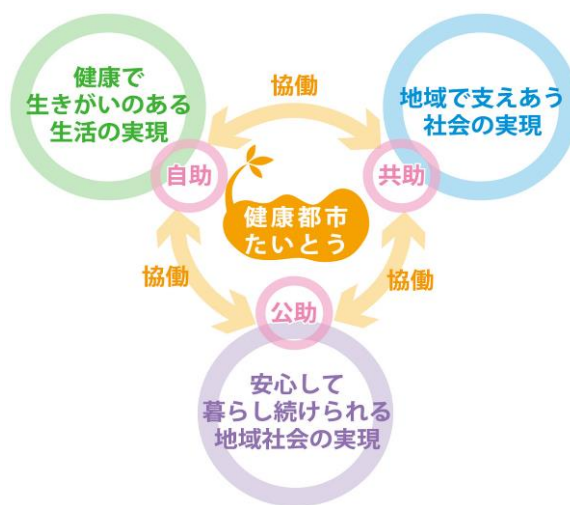 健康で
生きがいのある
生活の実現
自助
協働
地域で支えあう
社会の実現
共助
健康都市
たいとう
協働
協働
公助
安心して
暮らし続けられる
地域社会の実現